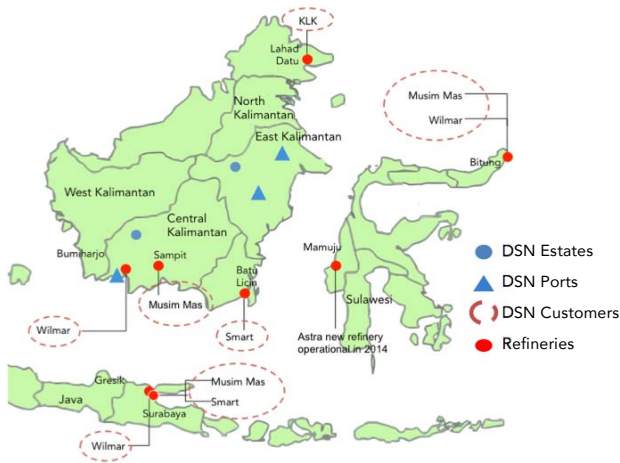 KLK
Lahad
Datu
North
Kalimantan
East Kalimantan
West Kalimantan
Central
Kalimantan
Bumiharjo
Sampit
Batu
Licin
Musim Mas
Wilmar
Smart
Musim Mas
Wilmar
Bitung
Mamuju
Sulawesi
Astra new refinery
operational in 2014
DSN Estates
DSN Ports
DSN Customers
Refineries
Gresik
Java
Surabaya
Musim Mas
Smart
Wilmar